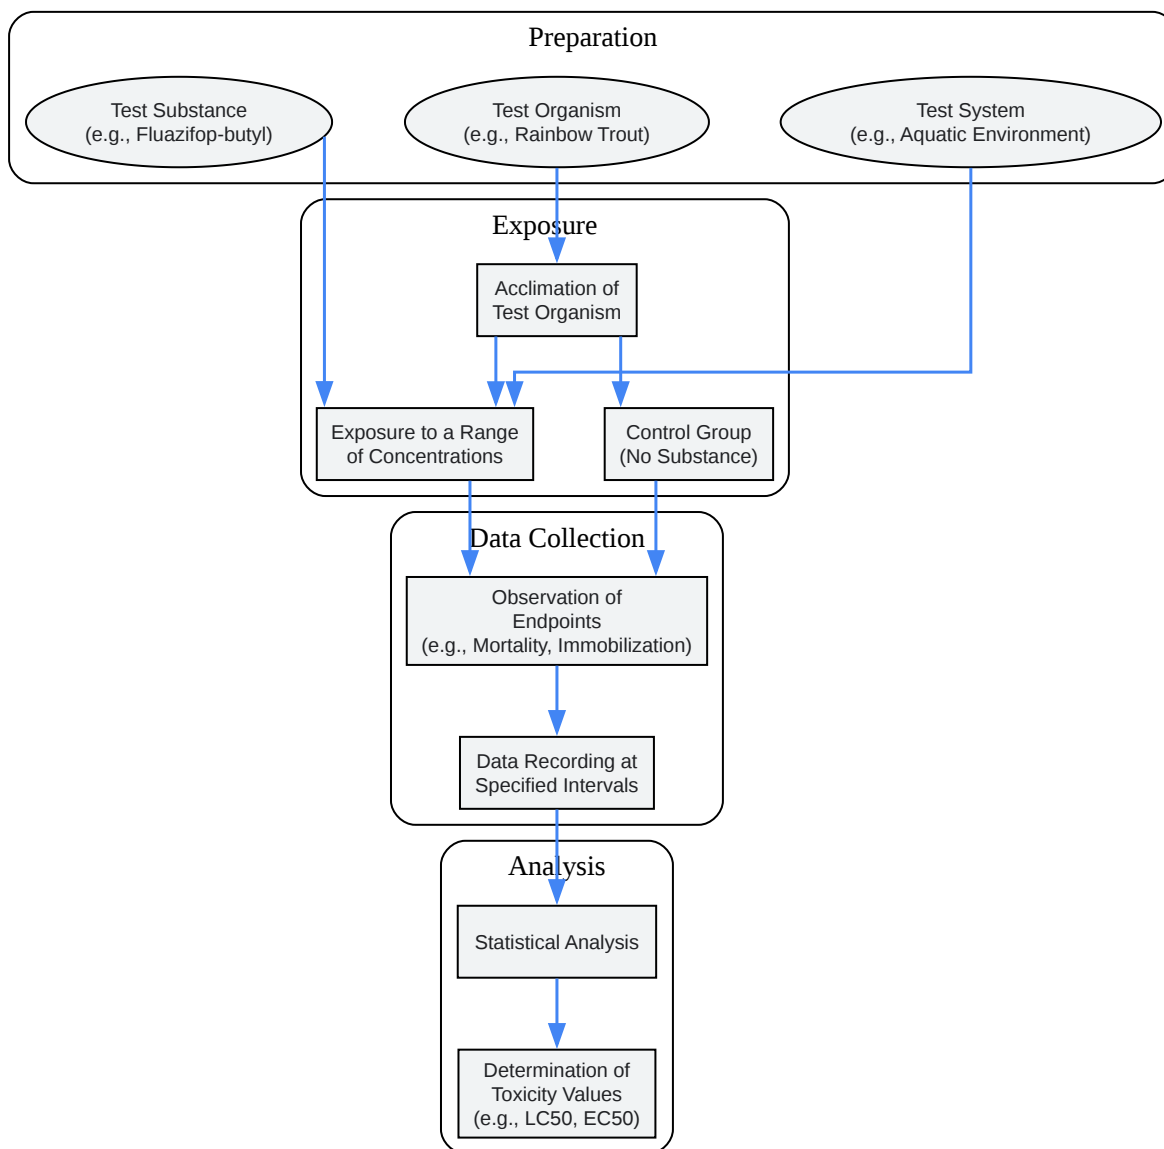 Preparation
Test Substance
(e.g., Fluazifop-butyl)
Test Organism
(e.g., Rainbow Trout)
Test System
(e.g., Aquatic Environment)
Exposure
Acclimation of
Test Organism
Exposure to a Range
of Concentrations
Control Group
(No Substance)
Data Collection
Observation of
Endpoints
(e.g., Mortality, Immobilization)
Data Recording at
Specified Intervals
Analysis
Statistical Analysis
Determination of
Toxicity Values
(e.g., LC50, EC50)